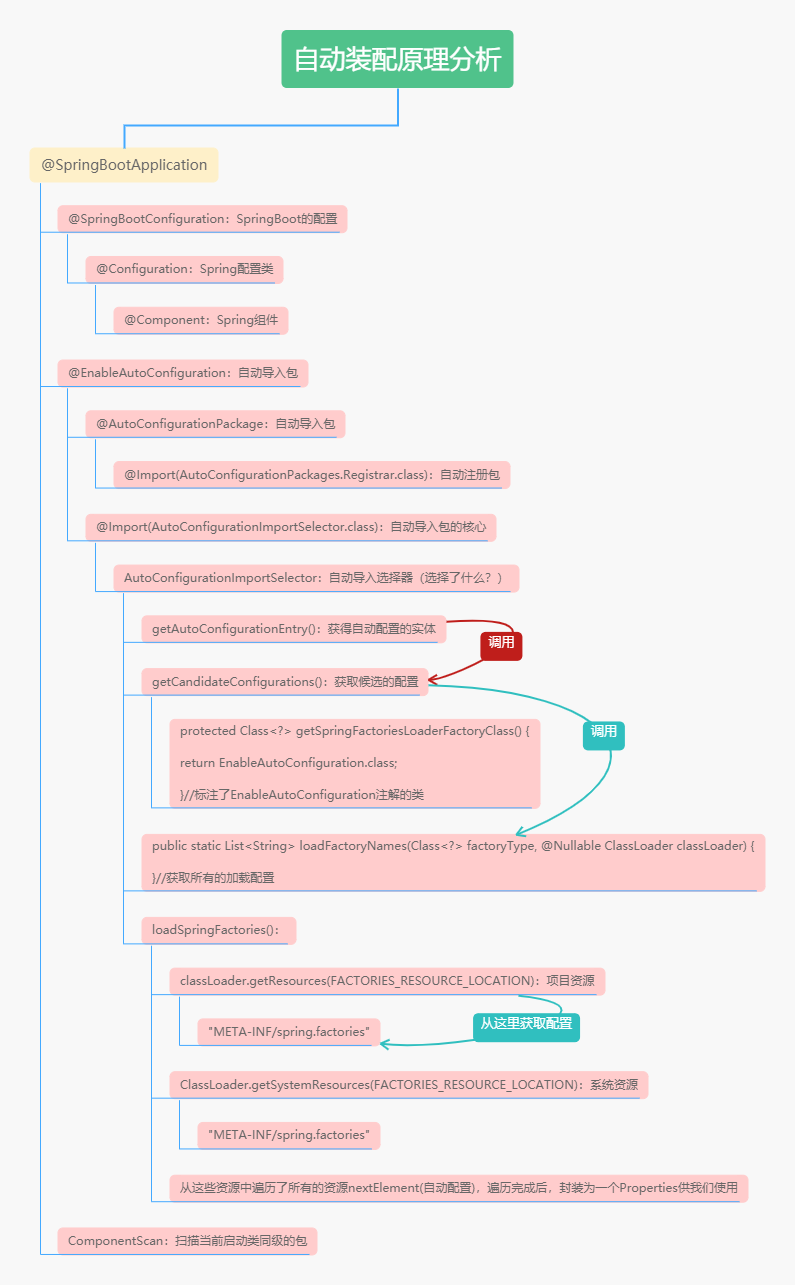 自动装配原理分析
@SpringBootApplication
@SpringBootConfiguration：SpringBoot的配置
@Configuration：Spring配置类
@Component：Spring组件
@EnableAutoConfiguration：自动导入包
@AutoConfigurationPackage：自动导入包
@Import(AutoConfigurationPackages.Registrar.class)：自动注册包
@Import(AutoConfigurationImportSelector.class)：自动导入包的核心
AutoConfigurationImportSelector：自动导入选择器（选择了什么？）
getAutoConfigurationEntry()：获得自动配置的实体
调用
getCandidateConfigurations()：获取候选的配置
protected Class<?> getSpringFactoriesLoaderFactoryClass() {
调用
return EnableAutoConfiguration.class;
}//标注了EnableAutoConfiguration注解的类
public static List<String> loadFactoryNames(Class<?> factoryType, @Nullable ClassLoader classLoader) {
}//获取所有的加载配置
loadSpringFactories()：
classLoader.getResources(FACTORIES_RESOURCE_LOCATION)：项目资源
从这里获取配置
"META-INF/spring.factories"
ClassLoader.getSystemResources(FACTORIES_RESOURCE_LOCATION)：系统资源
"META-INF/spring.factories"
从这些资源中遍历了所有的资源nextElement(自动配置)，遍历完成后，封装为一个Properties供我们使用
ComponentScan：扫描当前启动类同级的包